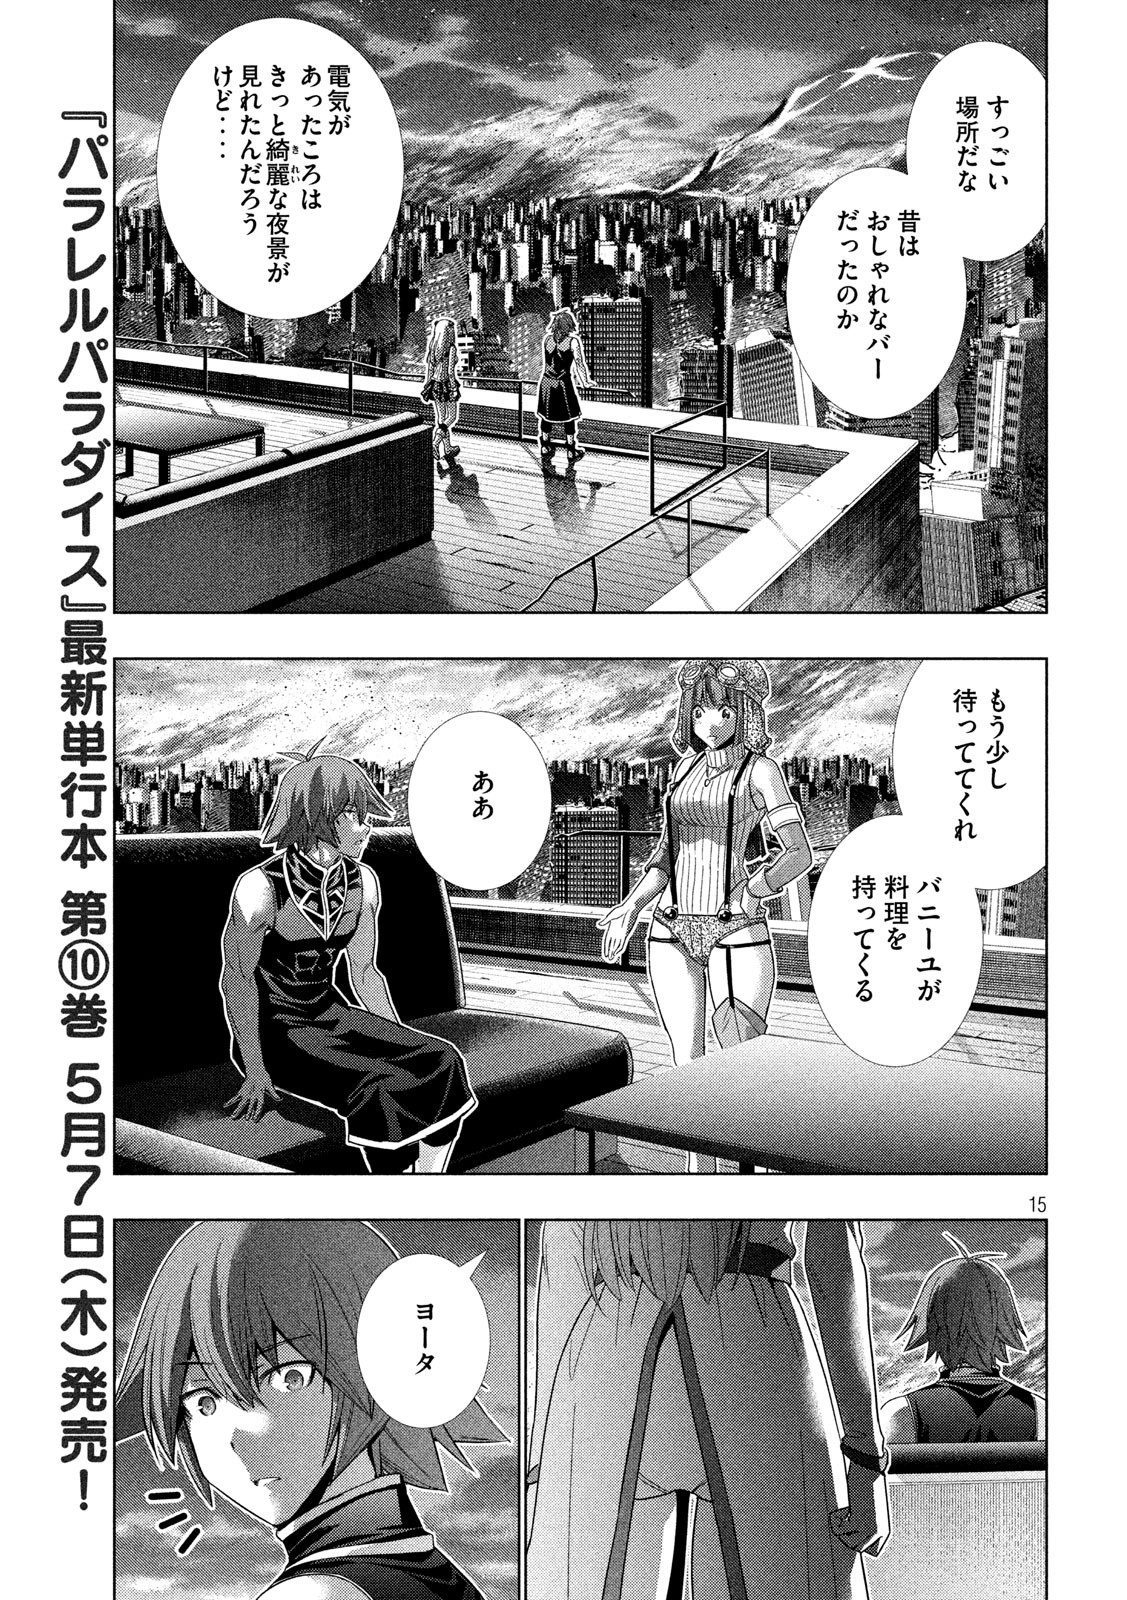 すっごい
場所だな
昔は
おしゃれなバー
だったのか
電気が
あったころは
きっと綺麗な夜景が
きれい
見れたんだろう
けど‥‥
もう少し
待っててくれ
バニーユが
料理を
持ってくる
ああ
15
ヨータ
『パラレルパラダイス』最新単行本 第⑩巻 5月7日(木)発売!